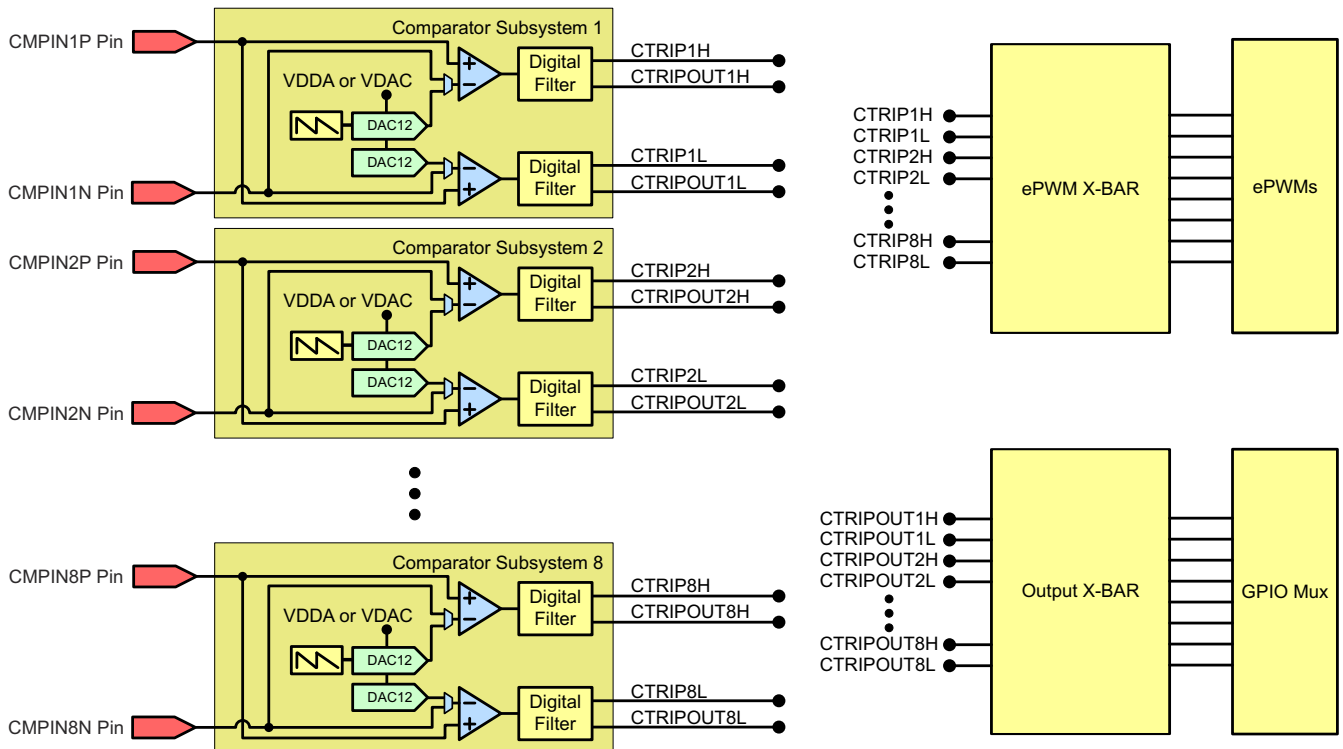 Comparator Subsystem 1
CMPIN1P Pin
VDDA or VDAC
DAC12
DAC12
+
−
Digital
Filter
−
+
Digital
Filter
CTRIP1H
CTRIPOUT1H
CTRIP1L
CTRIPOUT1L
CMPIN1N Pin
Comparator Subsystem 2
CMPIN2P Pin
VDDA or VDAC
DAC12
DAC12
+
−
Digital
Filter
−
+
Digital
Filter
CTRIP2H
CTRIPOUT2H
CTRIP2L
CTRIPOUT2L
CMPIN2N Pin
Comparator Subsystem 8
CMPIN8P Pin
VDDA or VDAC
DAC12
DAC12
+
−
Digital
Filter
−
+
Digital
Filter
CTRIP8H
CTRIPOUT8H
CTRIP8L
CTRIPOUT8L
CMPIN8N Pin
CTRIP1H
CTRIP1L
CTRIP2H
CTRIP2L
CTRIP8H
CTRIP8L
ePWM X-BAR
ePWMs
CTRIPOUT1H
CTRIPOUT1L
CTRIPOUT2H
CTRIPOUT2L
CTRIPOUT8H
CTRIPOUT8L
Output X-BAR
GPIO Mux